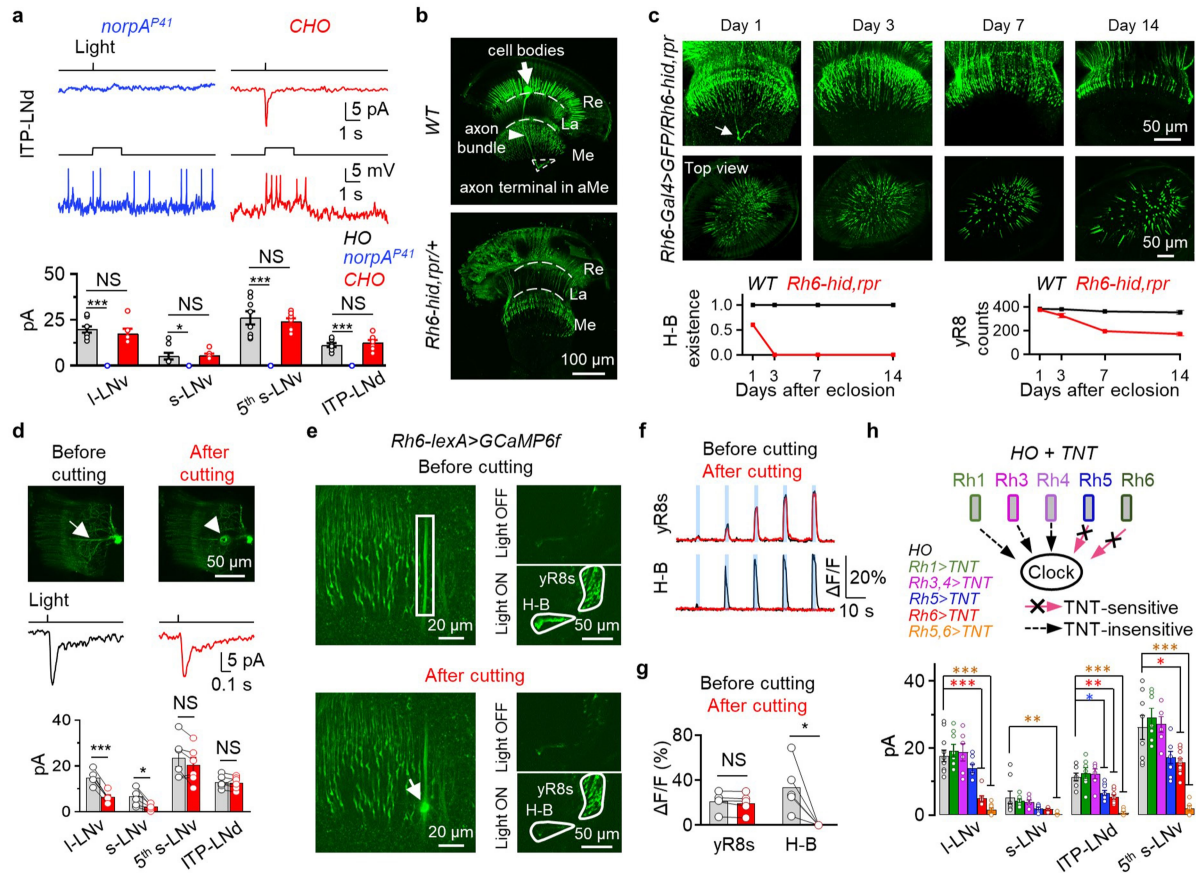 a
norpA^P41
CHO
Light
ITP-LNd
5 pA
1 s
5 mV
1 s
HO
norpA^P41
CHO
NS
NS
NS
NS
***
*
***
***
50
25
0
pA
l-LNv
s-LNv
5th s-LNv
ITP-LNd
b
WT
cell bodies
Re
La
axon
bundle
Me
axon terminal in aMe
Rh6-hid,rpr/+
Re
La
Me
100 µm
c
Day 1
Day 3
Day 7
Day 14
Rh6-Gal4>GFP/Rh6-hid,rpr
50 µm
Top view
50 µm
WT Rh6-hid,rpr
H-B
existence
1.0
0.5
0.0
1 3 7 14
Days after eclosion
WT Rh6-hid,rpr
yR8
counts
400
200
0
1 3 7 14
Days after eclosion
d
Before
cutting
After
cutting
50 µm
Light
5 pA
0.1 s
40
20
0
pA
***
*
NS
NS
l-LNv
s-LNv
5th s-LNv
ITP-LNd
e
Rh6-lexA>GCaMP6f
Before cutting
Light OFF
Light ON
yR8s
H-B
20 µm
50 µm
After cutting
Light OFF
Light ON
yR8s
H-B
20 µm
50 µm
f
Before cutting
After cutting
yR8s
H-B
ΔF/F
20%
10 s
g
Before cutting
After cutting
ΔF/F (%)
80
40
0
NS
*
yR8s
H-B
h
HO + TNT
Rh1 Rh3 Rh4 Rh5 Rh6
Clock
HO
Rh1>TNT
Rh3,4>TNT
Rh5>TNT
Rh6>TNT
Rh5,6>TNT
TNT-sensitive
TNT-insensitive
***
***
**
***
**
*
***
*
40
20
0
pA
l-LNv
s-LNv
ITP-LNd
5th s-LNv